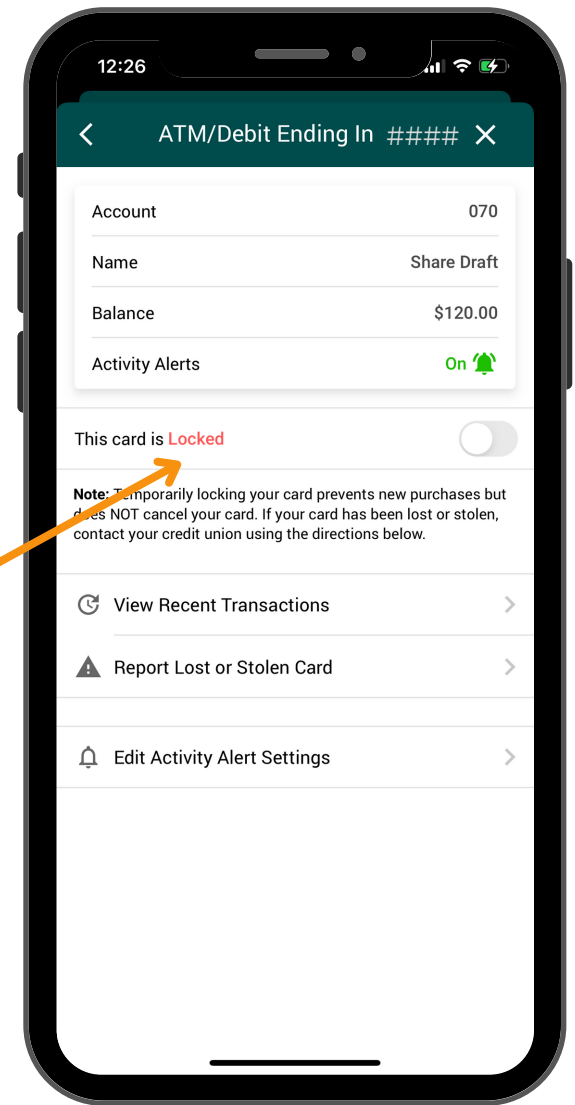 12:26
ATM/Debit Ending In ####
Account 070
Name Share Draft
Balance $120.00
Activity Alerts On
This card is Locked
Note: Temporarily locking your card prevents new purchases but
does NOT cancel your card. If your card has been lost or stolen,
contact your credit union using the directions below.
View Recent Transactions
Report Lost or Stolen Card
Edit Activity Alert Settings